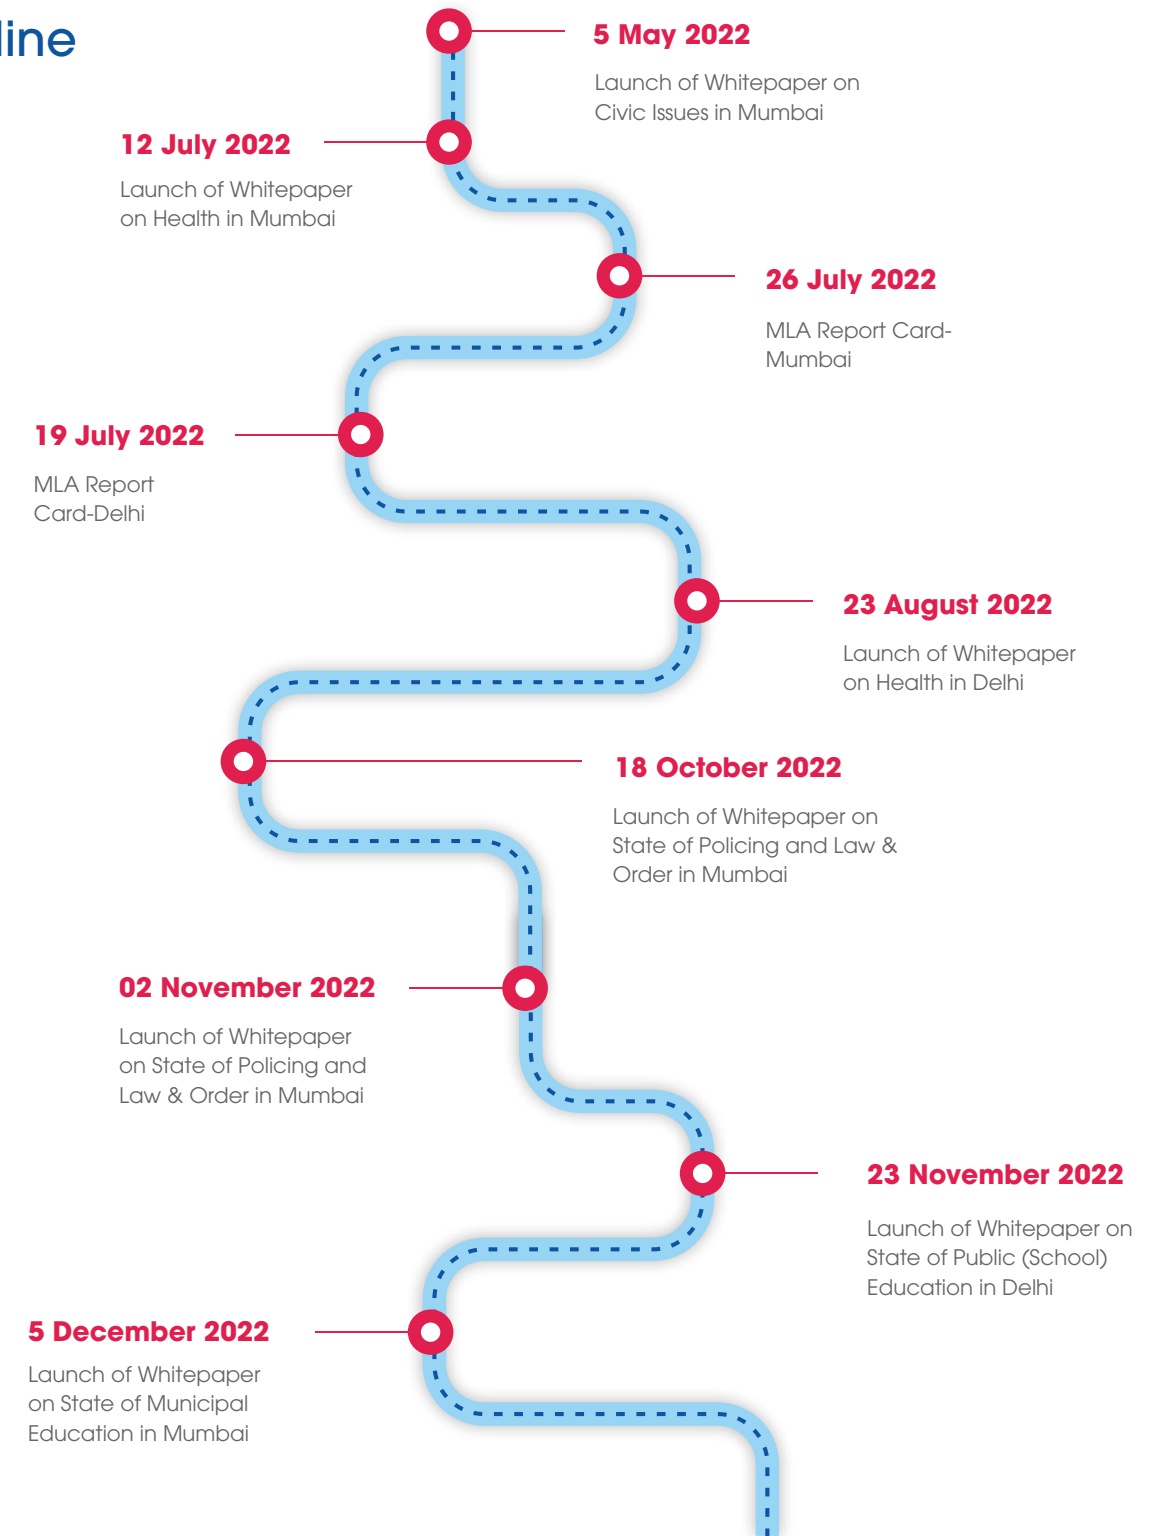 line
5 May 2022
Launch of Whitepaper on
Civic Issues in Mumbai
12 July 2022
Launch of Whitepaper
on Health in Mumbai
26 July 2022
MLA Report Card-
Mumbai
19 July 2022
MLA Report
Card-Delhi
23 August 2022
Launch of Whitepaper
on Health in Delhi
18 October 2022
Launch of Whitepaper on
State of Policing and Law &
Order in Mumbai
02 November 2022
Launch of Whitepaper
on State of Policing and
Law & Order in Mumbai
23 November 2022
Launch of Whitepaper on
State of Public (School)
Education in Delhi
5 December 2022
Launch of Whitepaper
on State of Municipal
Education in Mumbai